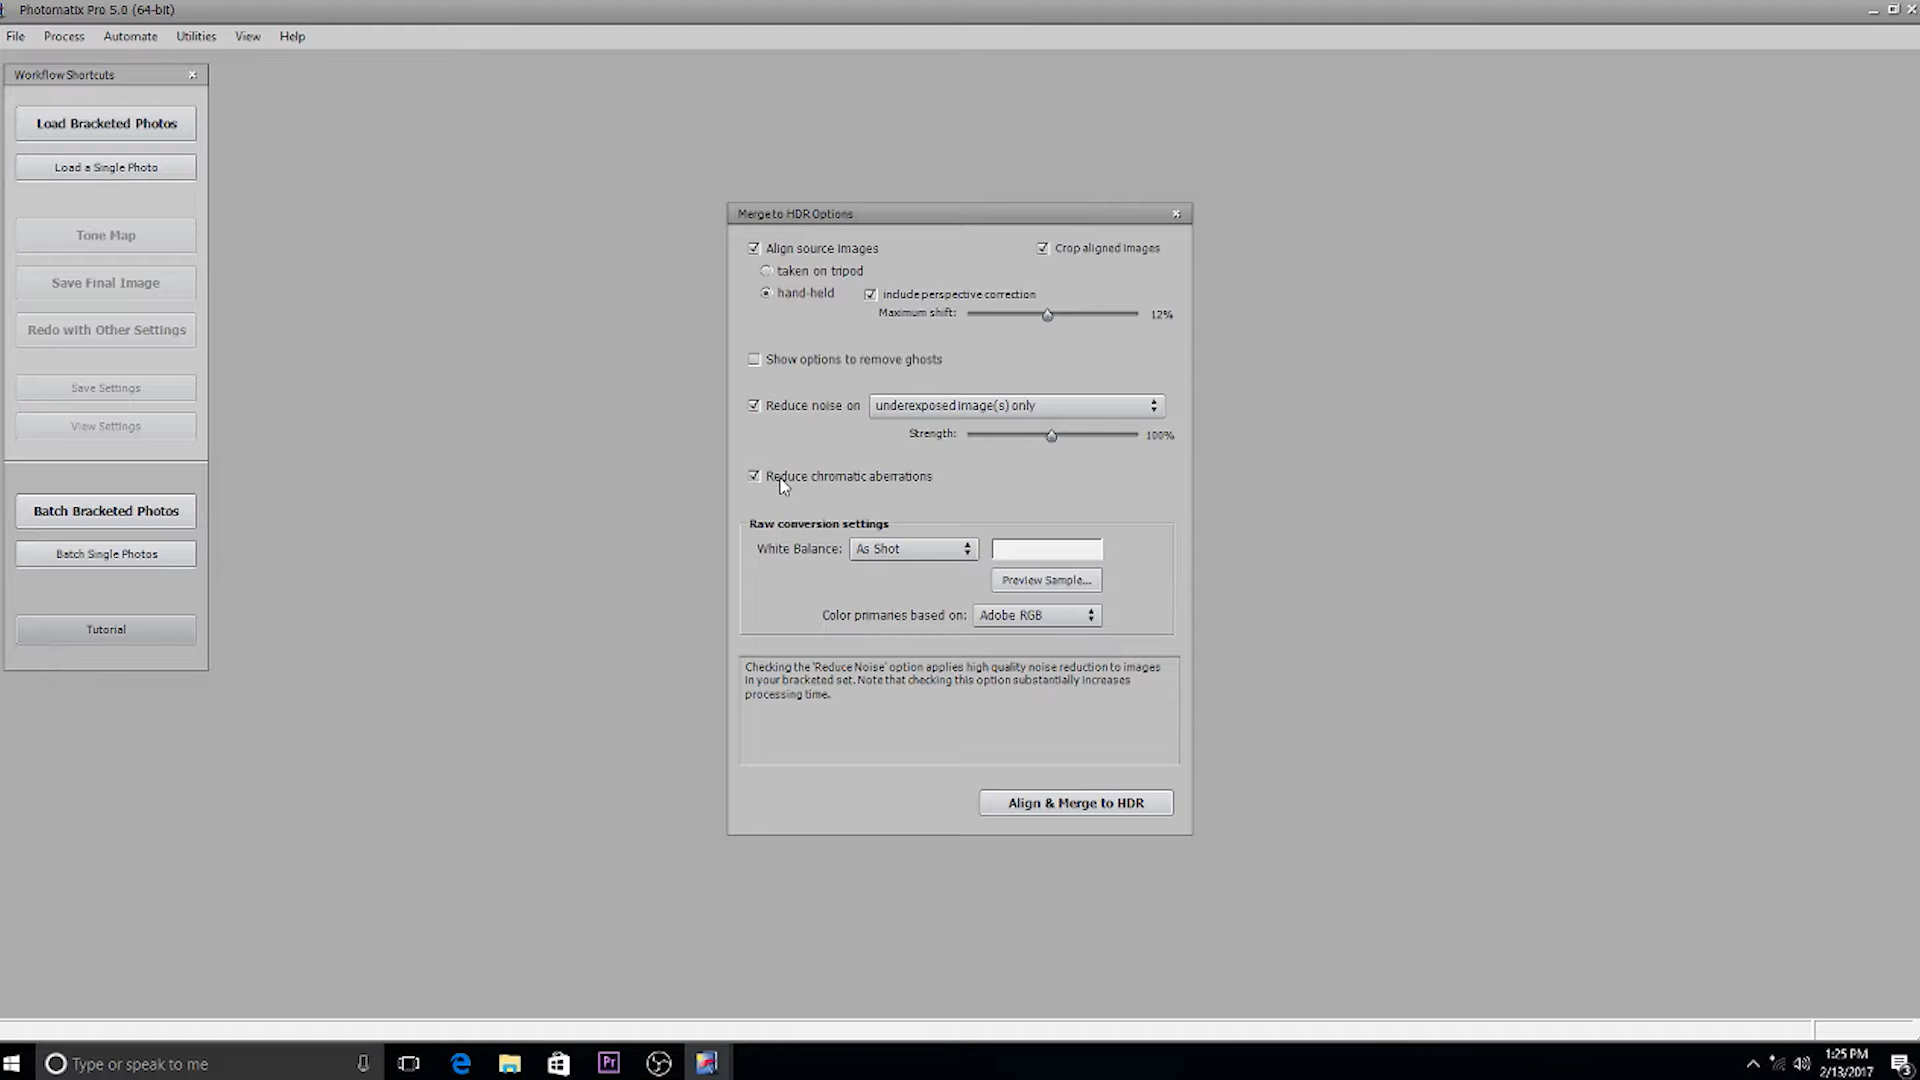 Photomatix Pro 5.0 (64-bit)
File Process Automate Utilities View Help
Workflow Shortcuts
Load Bracketed Photos
Load a Single Photo
Tone Map
Save Final Image
Redo with Other Settings
Save Settings
View Settings
Batch Bracketed Photos
Batch Single Photos
Tutorial
Merge to HDR Options
Align source images
Crop aligned images
taken on tripod
hand-held
include perspective correction
Maximum shift: 12%
Show options to remove ghosts
Reduce noise on underexposed image(s) only
Strength: 100%
Reduce chromatic aberrations
Raw conversion settings
White Balance: As Shot
Preview Sample...
Color primaries based on: Adobe RGB
Checking the 'Reduce Noise' option applies high quality noise reduction to images
in your bracketed set. Note that checking this option substantially increases
processing time.
Align & Merge to HDR
Type or speak to me
Pr
1:25 PM
2/13/2017
3